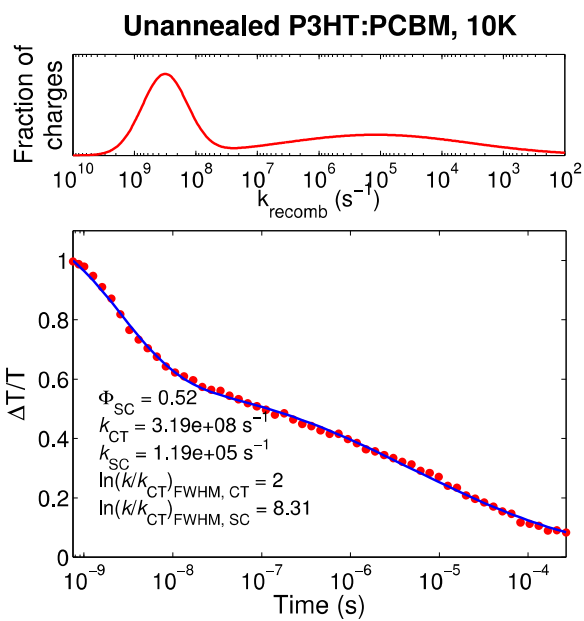 Unannealed P3HT:PCBM, 10K
Fraction of
charges
10^10 10^9 10^8 10^7 10^6 10^5 10^4 10^3 10^2
k_recomb (s^−1)
ΔT/T
1
0.8
0.6
0.4
0.2
0
Φ_SC = 0.52
k_CT = 3.19e+08 s^−1
k_SC = 1.19e+05 s^−1
ln(k/k_CT)_FWHM, CT = 2
ln(k/k_CT)_FWHM, SC = 8.31
10^−9 10^−8 10^−7 10^−6 10^−5 10^−4
Time (s)